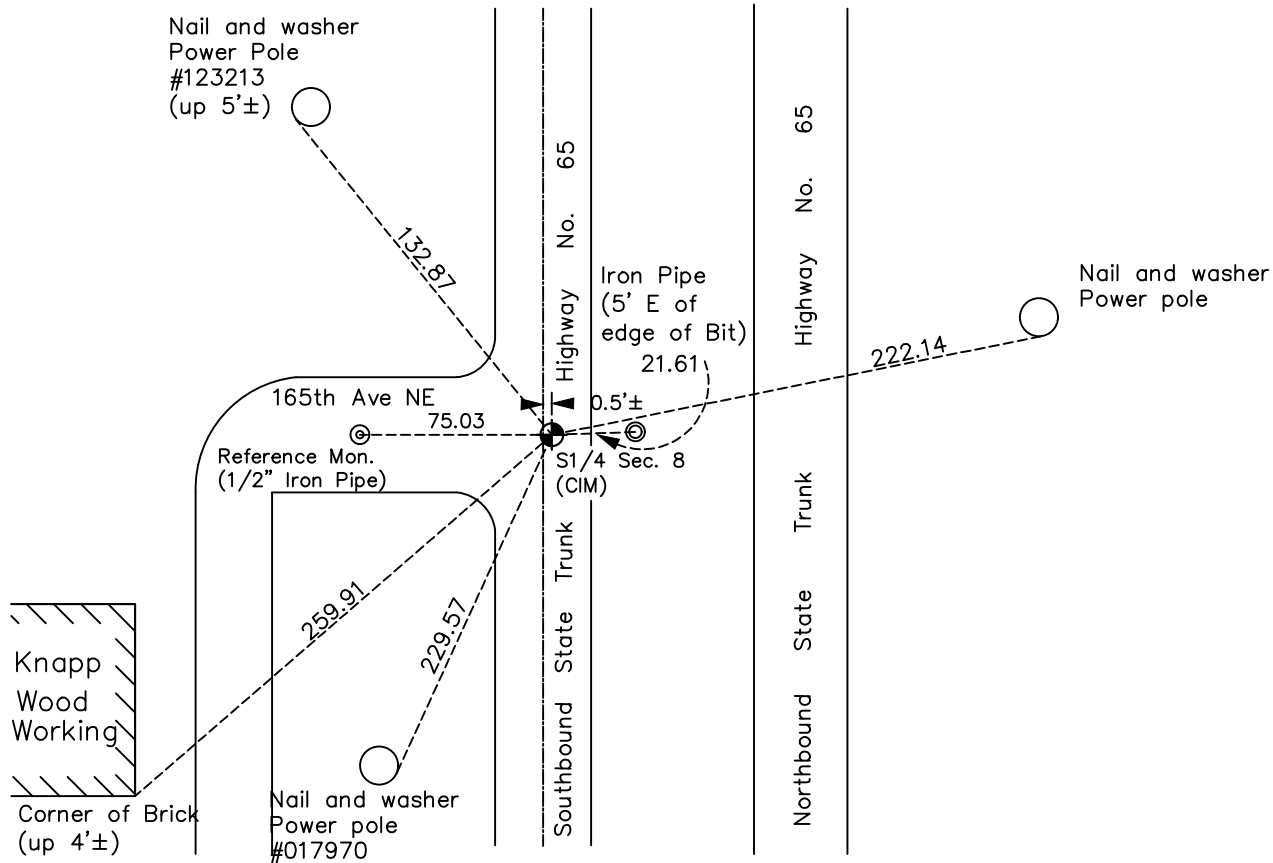 Nail and washer
Power Pole
#123213
(up 5'±)
132.87
Iron Pipe
(5' E of
edge of Bit)
21.61
Nail and washer
Power pole
222.14
165th Ave NE
75.03
0.5'±
Reference Mon.
(1/2" Iron Pipe)
S1/4 Sec. 8
(CIM)
259.91
229.57
Knapp
Wood
Working
Corner of Brick
(up 4'±)
Nail and washer
Power pole
#017970
Southbound State Trunk Highway No. 65
Northbound State Trunk Highway No. 65